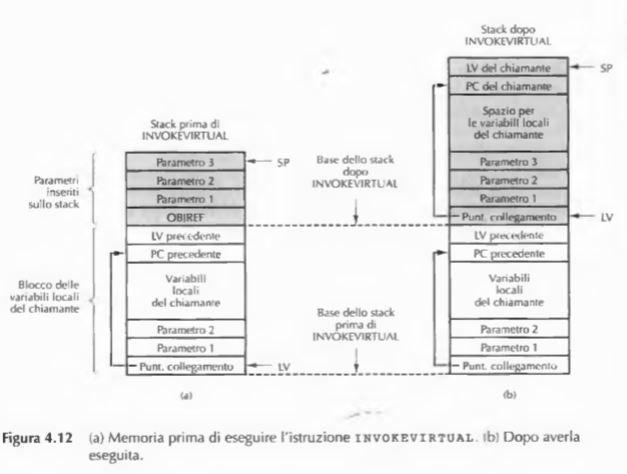 Stack dopo
INVOKEVIRTUAL
LV del chiamante
SP
PC del chiamante
Spazio per
le variabili locali
del chiamante
Parametro 3
Parametro 2
Parametro 1
Punt. collegamento
LV
LV precedente
PC precedente
Variabili
locali
del chiamante
Parametro 2
Parametro 1
Punt. collegamento
(b)
Stack prima di
INVOKEVIRTUAL
Parametro 3
SP
Parametro 2
Parametro 1
OBJREF
LV precedente
PC precedente
Variabili
locali
del chiamante
Parametro 2
Parametro 1
Punt. collegamento
LV
(a)
Parametri
inseriti
sullo stack
Blocco delle
variabili locali
del chiamante
Base dello stack
dopo
INVOKEVIRTUAL
Base dello stack
prima di
INVOKEVIRTUAL
Figura 4.12 (a) Memoria prima di eseguire l'istruzione INVOKEVIRTUAL. (b) Dopo averla
eseguita.